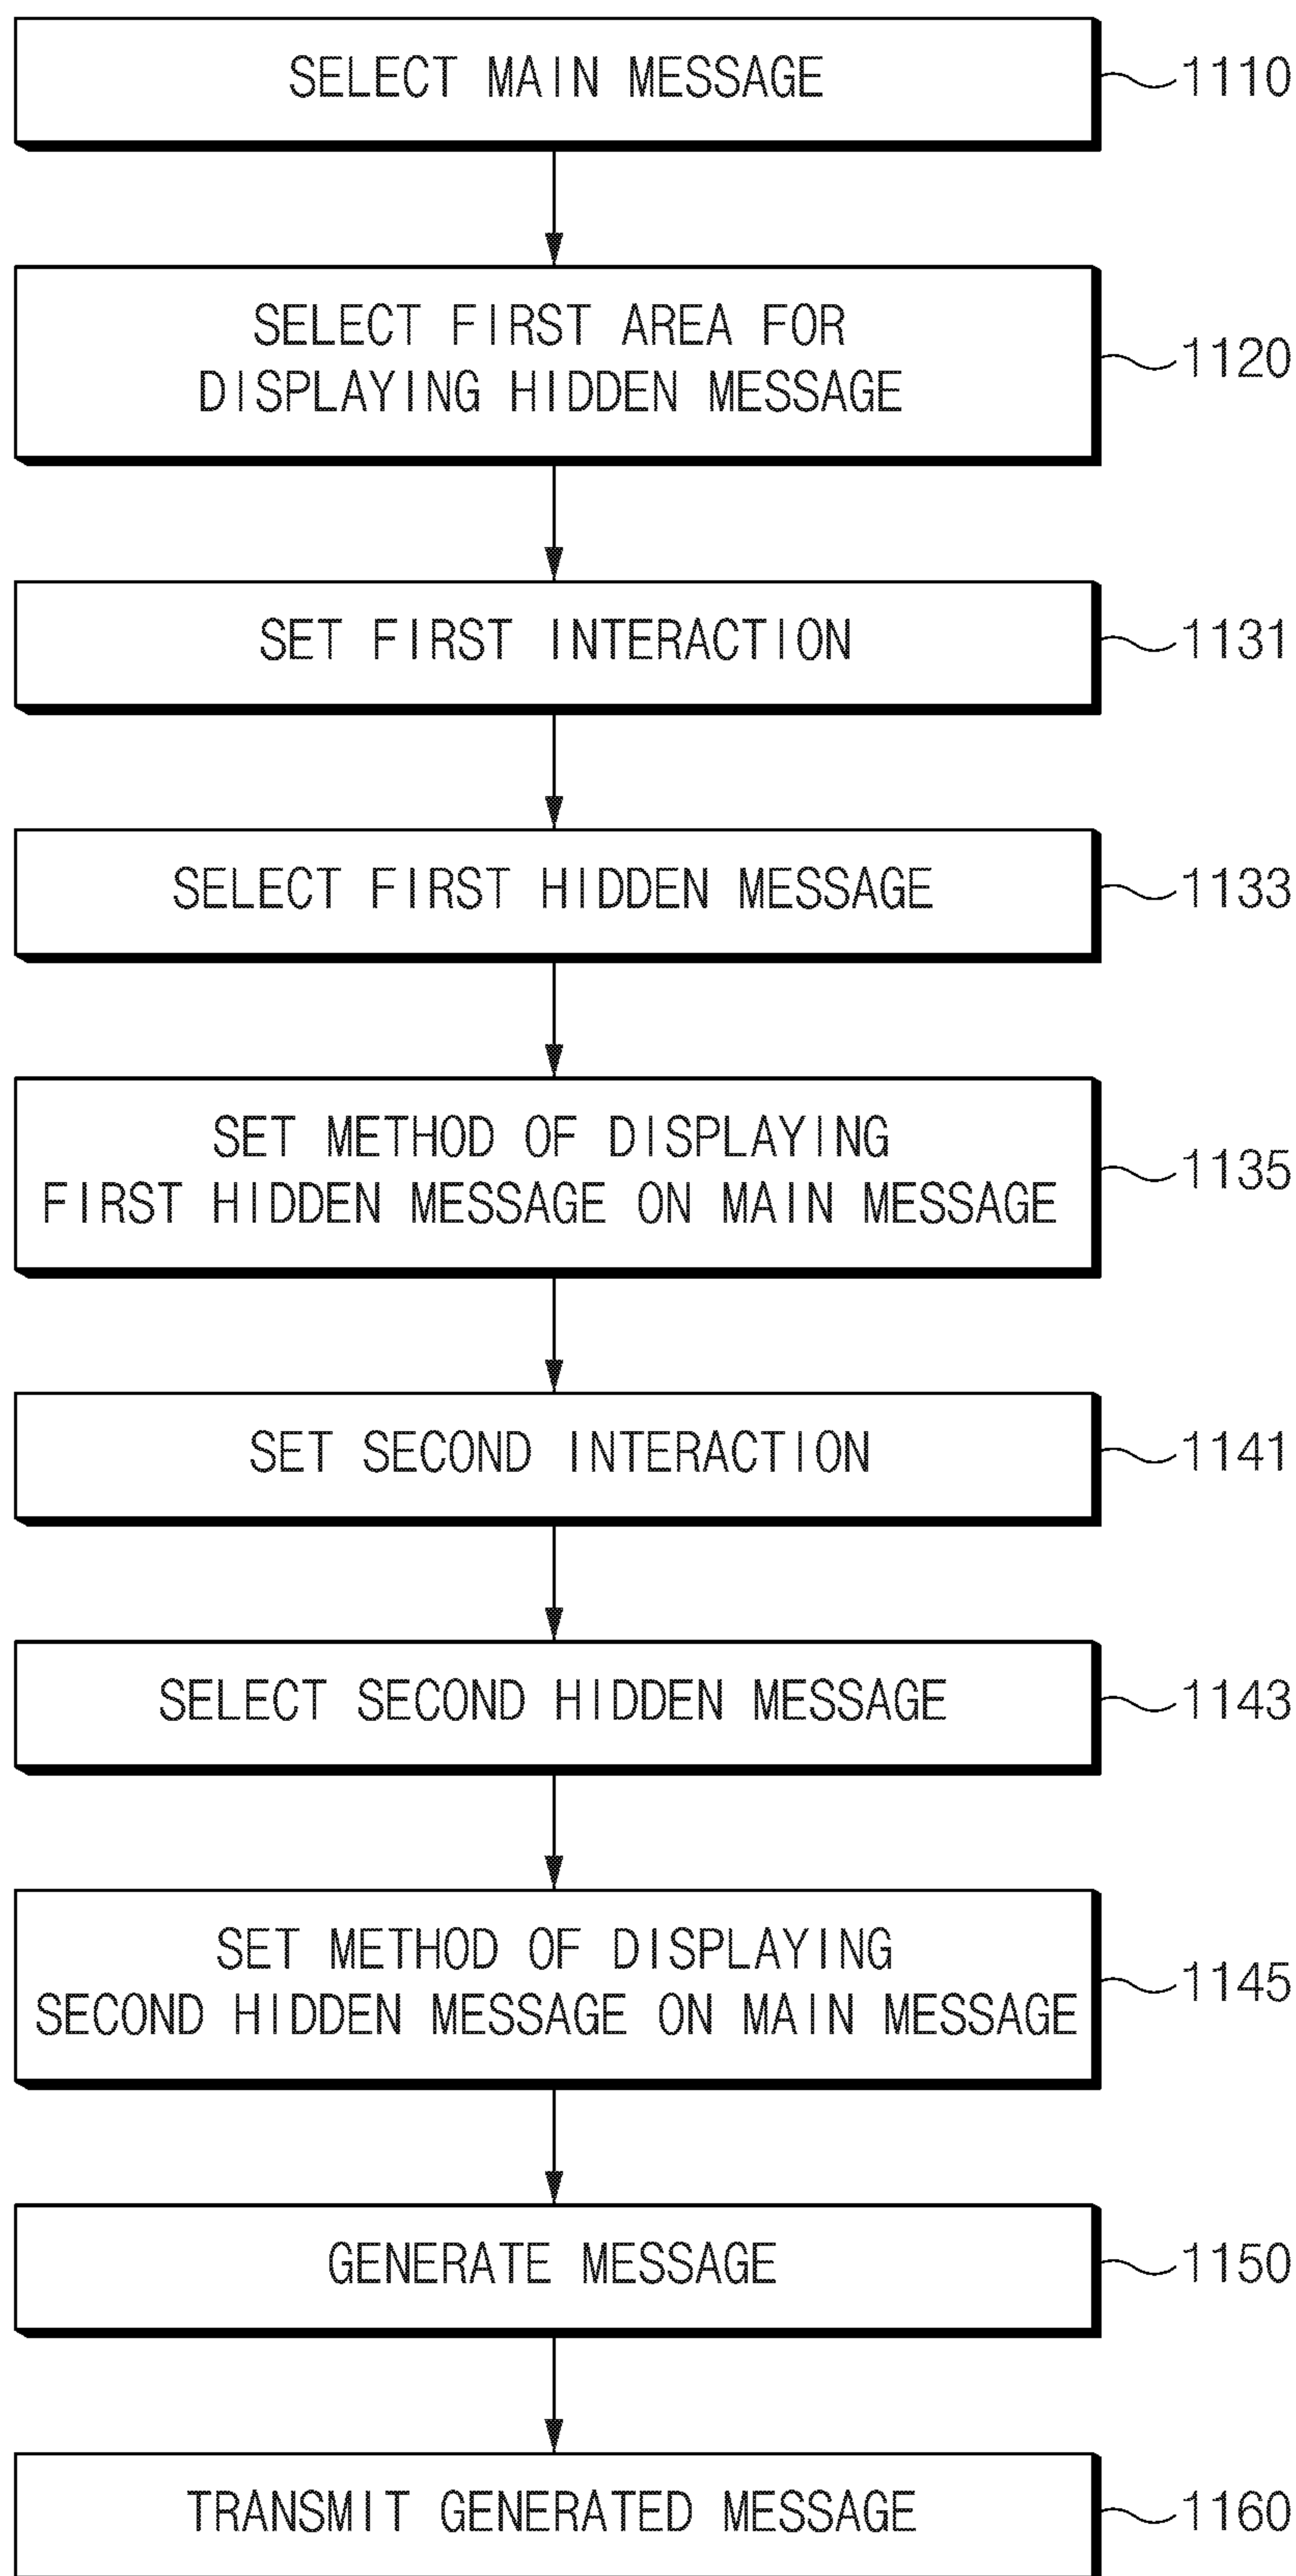 SELECT MAIN MESSAGE
1110
SELECT FIRST AREA FOR
DISPLAYING HIDDEN MESSAGE
1120
SET FIRST INTERACTION
1131
SELECT FIRST HIDDEN MESSAGE
1133
SET METHOD OF DISPLAYING
FIRST HIDDEN MESSAGE ON MAIN MESSAGE
1135
SET SECOND INTERACTION
1141
SELECT SECOND HIDDEN MESSAGE
1143
SET METHOD OF DISPLAYING
SECOND HIDDEN MESSAGE ON MAIN MESSAGE
1145
GENERATE MESSAGE
1150
TRANSMIT GENERATED MESSAGE
1160